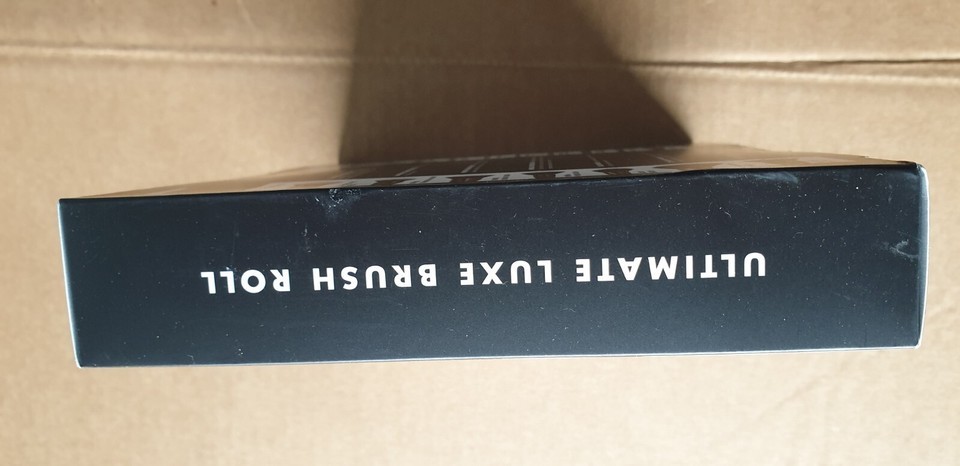 ULTIMATE LUXE BRUSH ROLL